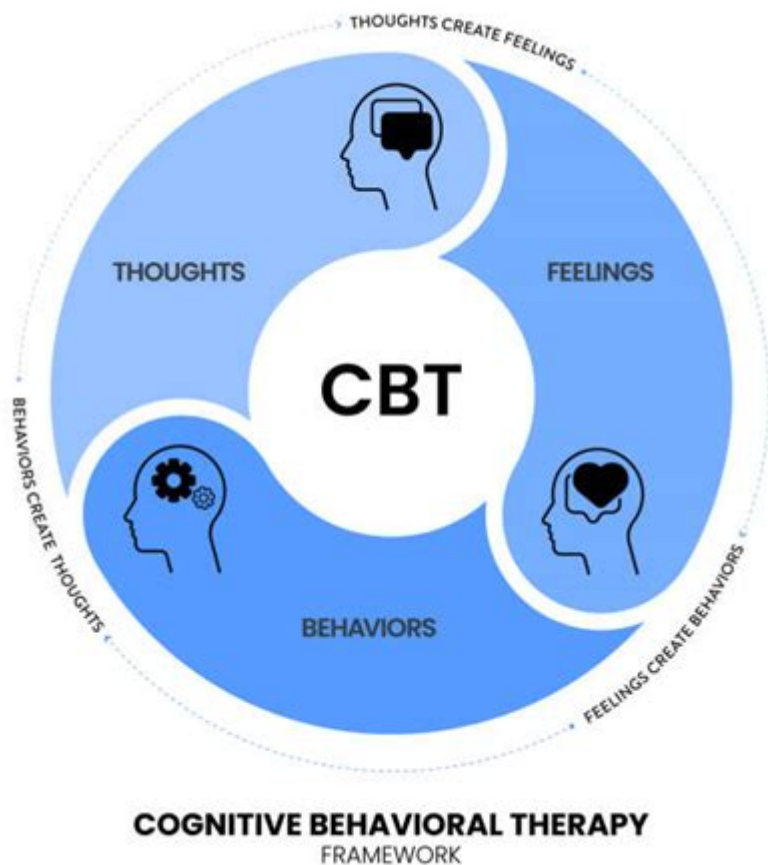 THOUGHTS CREATE FEELINGS
THOUGHTS
FEELINGS
CBT
BEHAVIORS CREATE THOUGHTS
BEHAVIORS
FEELINGS CREATE BEHAVIORS
COGNITIVE BEHAVIORAL THERAPY
FRAMEWORK